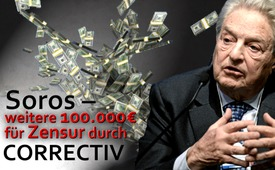 Soros –
weitere 100.000 €
für Zensur durch
CORRECTIV